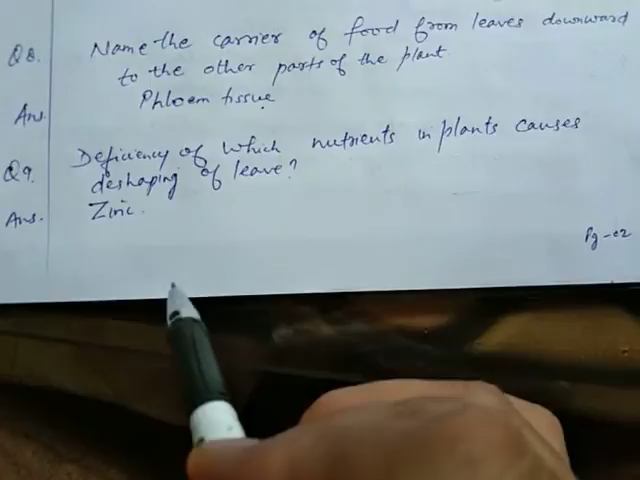 Q8. Name the carrier of food from leaves downward
to the other parts of the plant
Ans. Phloem tissue
Q9. Deficiency of which nutrients in plants causes
deshaping of leave?
Ans. Zinc.
Pg-02